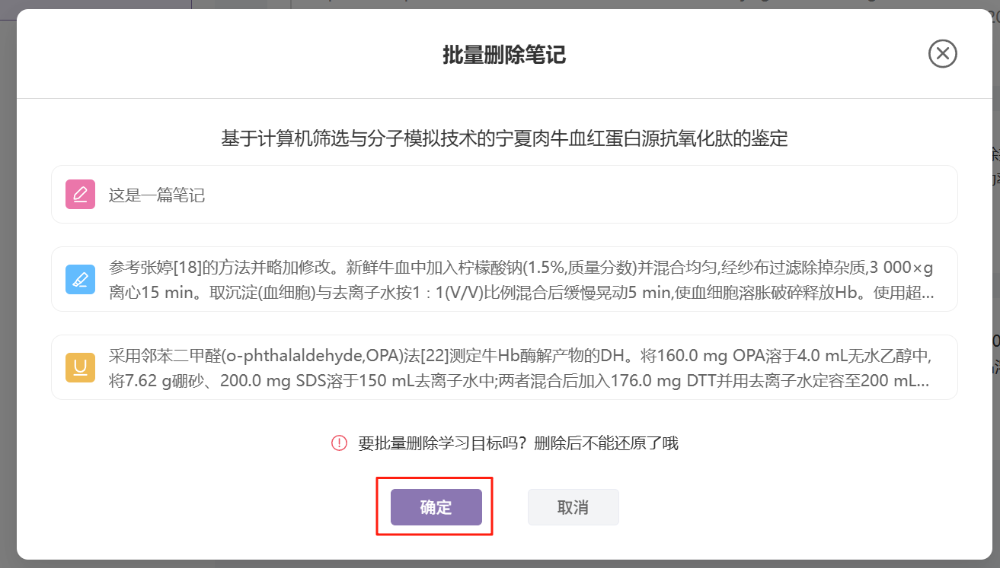 批量删除笔记
基于计算机筛选与分子模拟技术的宁夏肉牛血红蛋白源抗氧化肽的鉴定
这是一篇笔记
参考张婷[18]的方法并略加修改。新鲜牛血中加入柠檬酸钠(1.5%,质量分数)并混合均匀,经纱布过滤除掉杂质,3 000×g
离心15 min。取沉淀(血细胞)与去离子水按1∶1(V/V)比例混合后缓慢晃动5 min,使血细胞溶胀破碎释放Hb。使用超...
采用邻苯二甲醛(o-phthalaldehyde,OPA)法[22]测定牛Hb酶解产物的DH。将160.0 mg OPA溶于4.0 mL无水乙醇中,
将7.62 g硼砂、200.0 mg SDS溶于150 mL去离子水中;两者混合后加入176.0 mg DTT并用去离子水定容至200 mL...
要批量删除学习目标吗？删除后不能还原了哦
确定
取消